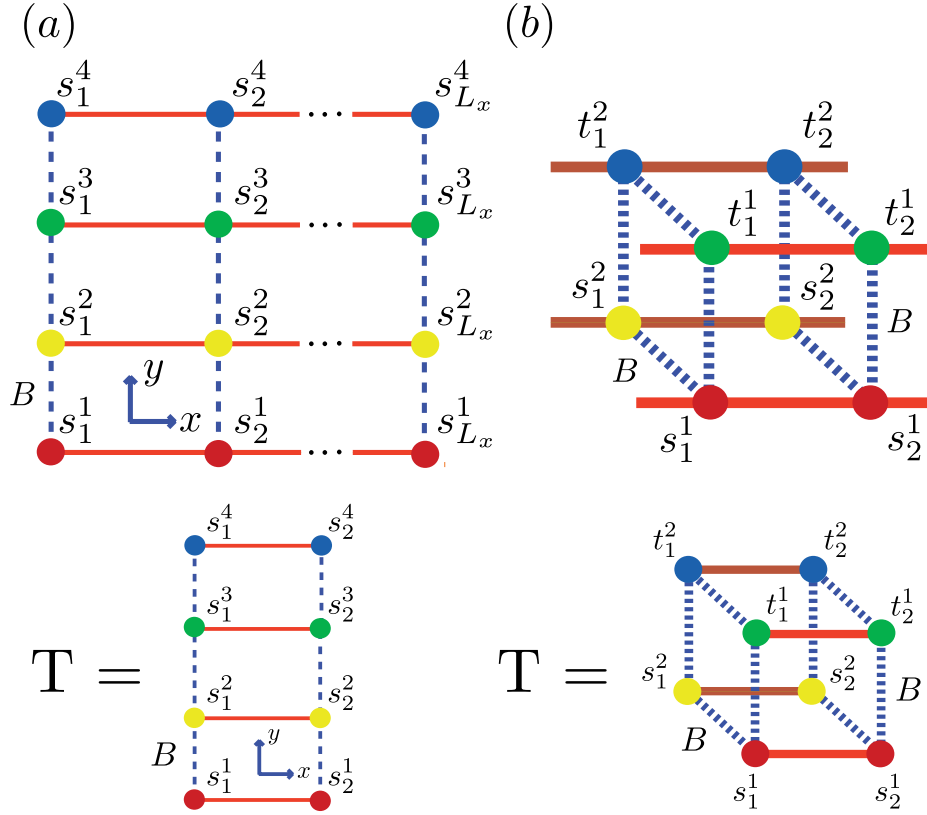 (a)
s_1^4 s_2^4 s_{L_x}^4
...
s_1^3 s_2^3 s_{L_x}^3
...
s_1^2 s_2^2 s_{L_x}^2
...
y
B
x
s_1^1 s_2^1 s_{L_x}^1
...
(b)
t_1^2 t_2^2
t_1^1 t_2^1
s_1^2 s_2^2
B
B
s_1^1 s_2^1
s_1^4 s_2^4
s_1^3 s_2^3
T =
s_1^2 s_2^2
B
y
x
s_1^1 s_2^1
t_1^2 t_2^2
t_1^1 t_2^1
T =
s_1^2 s_2^2
B
B
s_1^1 s_2^1